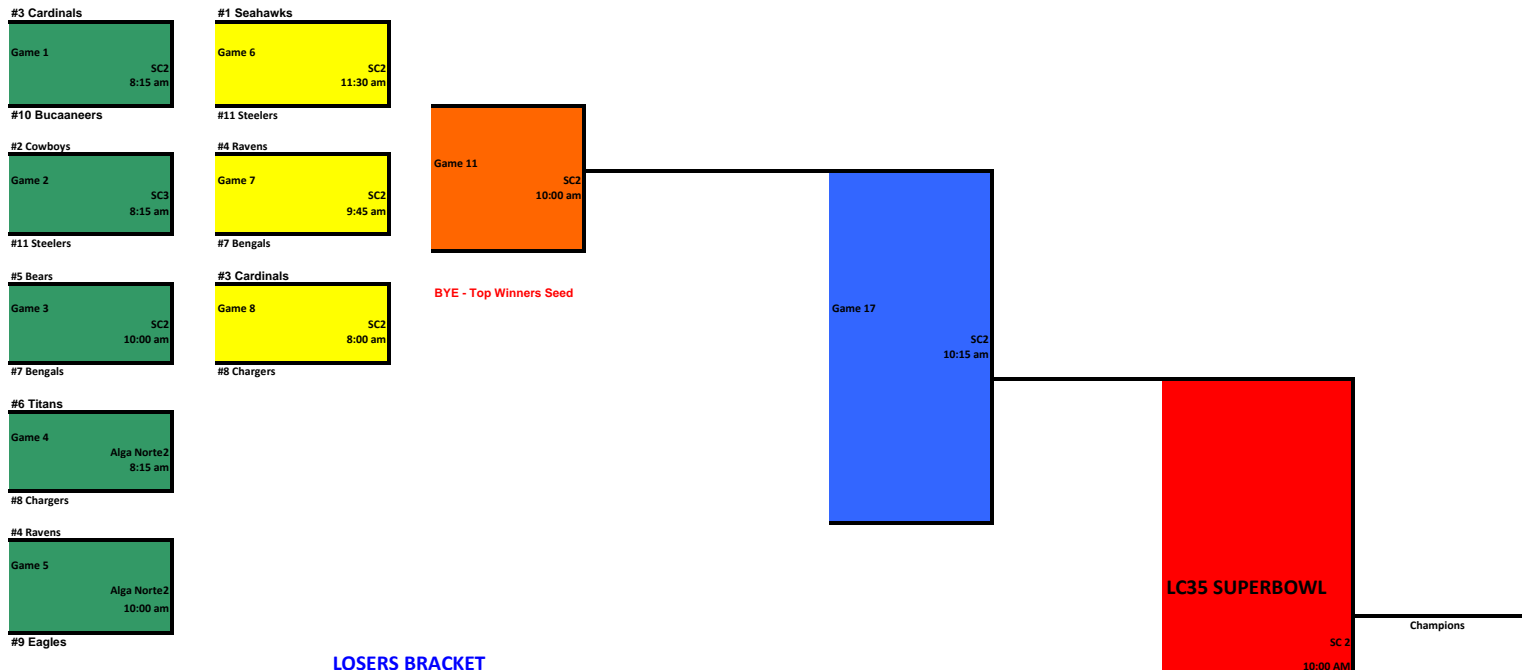 #3 Cardinals
Game 1
SC2
8:15 am
#10 Bucaaneers
#2 Cowboys
Game 2
SC3
8:15 am
#11 Steelers
#5 Bears
Game 3
SC2
10:00 am
#7 Bengals
#6 Titans
Game 4
Alga Norte2
8:15 am
#8 Chargers
#4 Ravens
Game 5
Alga Norte2
10:00 am
#9 Eagles
#1 Seahawks
Game 6
SC2
11:30 am
#11 Steelers
#4 Ravens
Game 7
SC2
9:45 am
#7 Bengals
#3 Cardinals
Game 8
SC2
8:00 am
#8 Chargers
Game 11
SC2
10:00 am
BYE - Top Winners Seed
Game 17
SC2
10:15 am
LC35 SUPERBOWL
SC 2
10:00 AM
Champions
LOSERS BRACKET